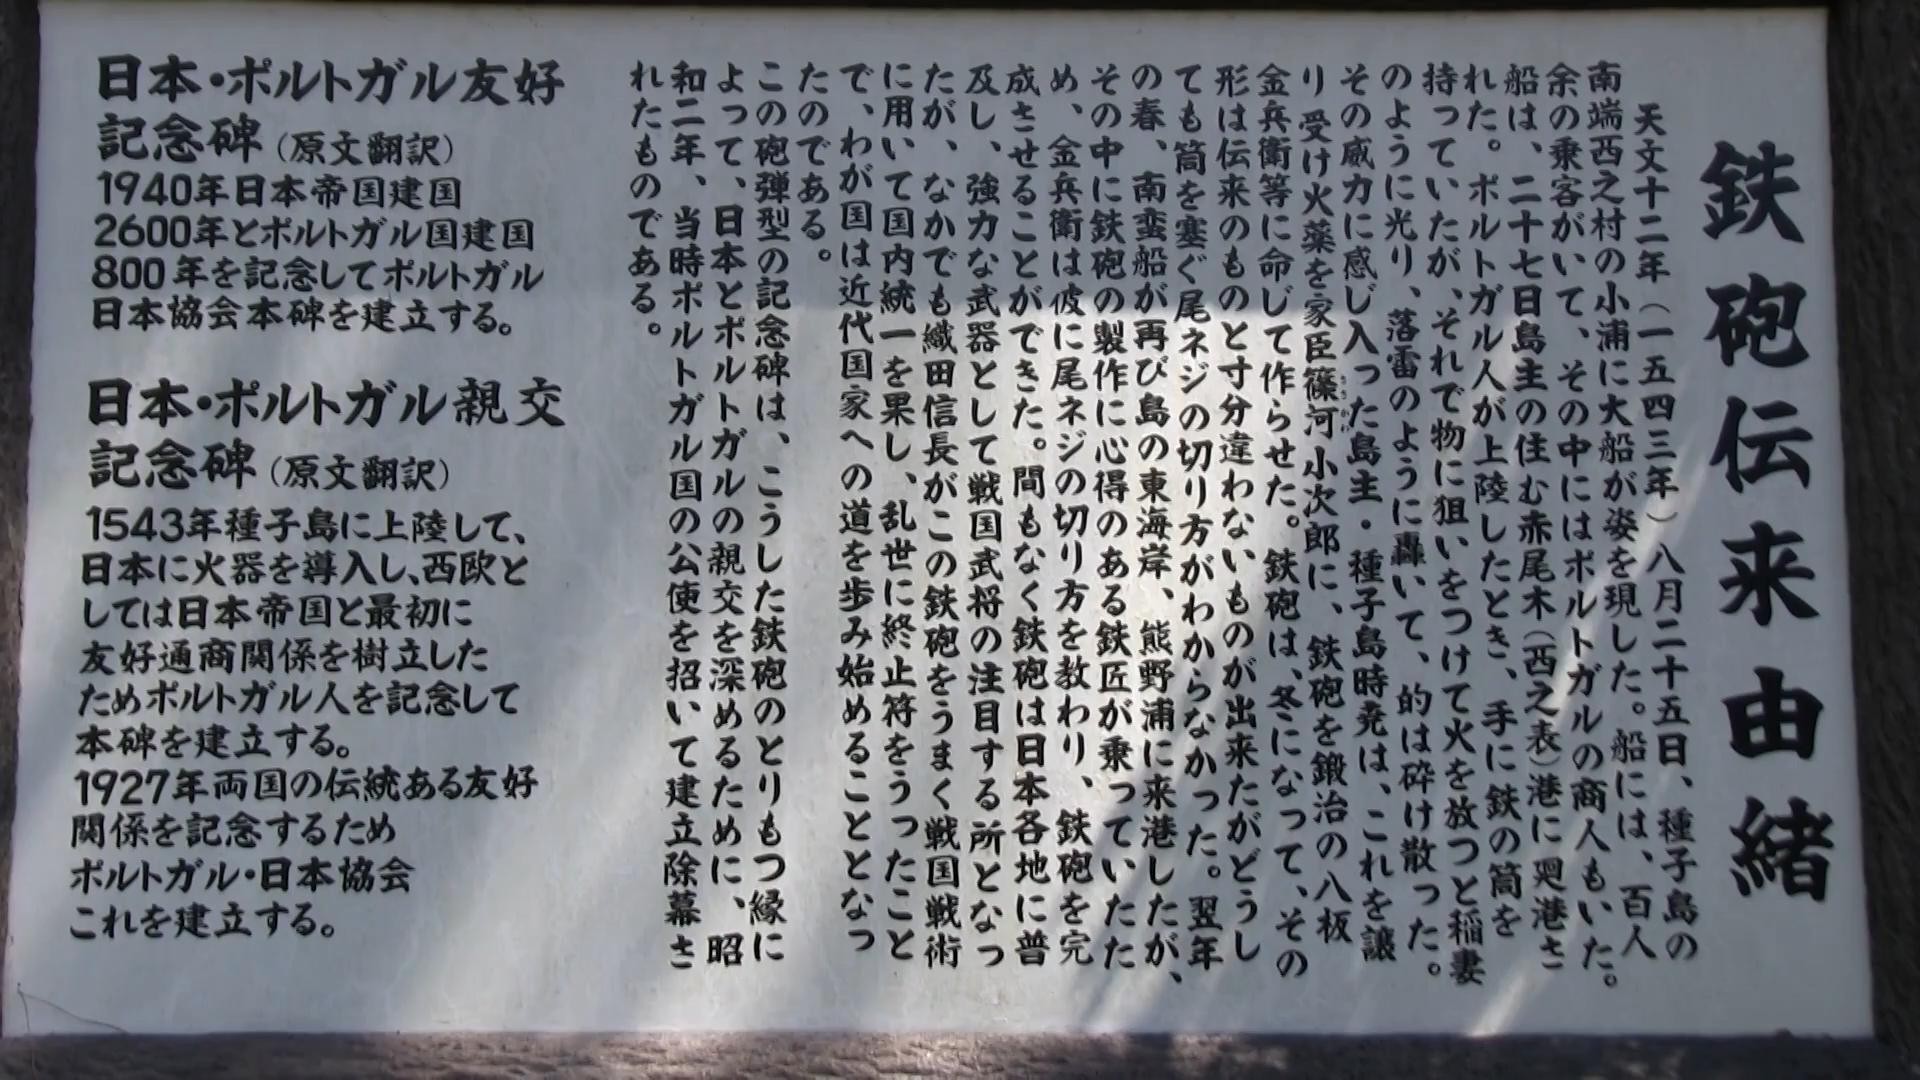 鉄砲伝来由緒
天文十二年(一五四三年)八月二十五日、種子島の
南端西之村の小浦に大船が姿を現した。船には、百人
余の乗客がいて、その中にはポルトガルの商人もいた。
船は、二十七日島主の住む赤尾木(西之表)港に廻港さ
れた。ポルトガル人が上陸したとき、手に鉄の筒を
持っていたが、それで物に狙いをつけて火を放つと稲妻
のように光り、落雷のように轟いて、的は砕け散った。
その威力に感じ入った島主・種子島時尭は、これを譲
り受け火薬を家臣篠河小次郎に、鉄砲を鍛冶の八板
金兵衛等に命じて作らせた。鉄砲は、冬になって、その
形は伝来のものと寸分違わないものが出来たがどうし
ても筒を塞ぐ尾ネジの切り方がわからなかった。翌年
の春、南蛮船が再び島の東海岸、熊野浦に来港したが、
その中に鉄砲の製作に心得のある鉄匠が乗っていたた
め、金兵衛は彼に尾ネジの切り方を教わり、鉄砲を完
成させることができた。間もなく鉄砲は日本各地に普
及し、強力な武器として戦国武将の注目する所となっ
たが、なかでも織田信長がこの鉄砲をうまく戦国戦術
に用いて国内統一を果し、乱世に終止符をうったこと
で、わが国は近代国家への道を歩み始めることとなっ
たのである。
この砲弾型の記念碑は、こうした鉄砲のとりもつ縁に
よって、日本とポルトガルの親交を深めるために、昭
和二年、当時ポルトガル国の公使を招いて建立除幕さ
れたものである。
日本・ポルトガル友好
記念碑(原文翻訳)
1940年日本帝国建国
2600年とポルトガル国建国
800年を記念してポルトガル
日本協会本碑を建立する。
日本・ポルトガル親交
記念碑(原文翻訳)
1543年種子島に上陸して、
日本に火器を導入し、西欧と
しては日本帝国と最初に
友好通商関係を樹立した
ためポルトガル人を記念して
本碑を建立する。
1927年両国の伝統ある友好
関係を記念するため
ポルトガル・日本協会
これを建立する。